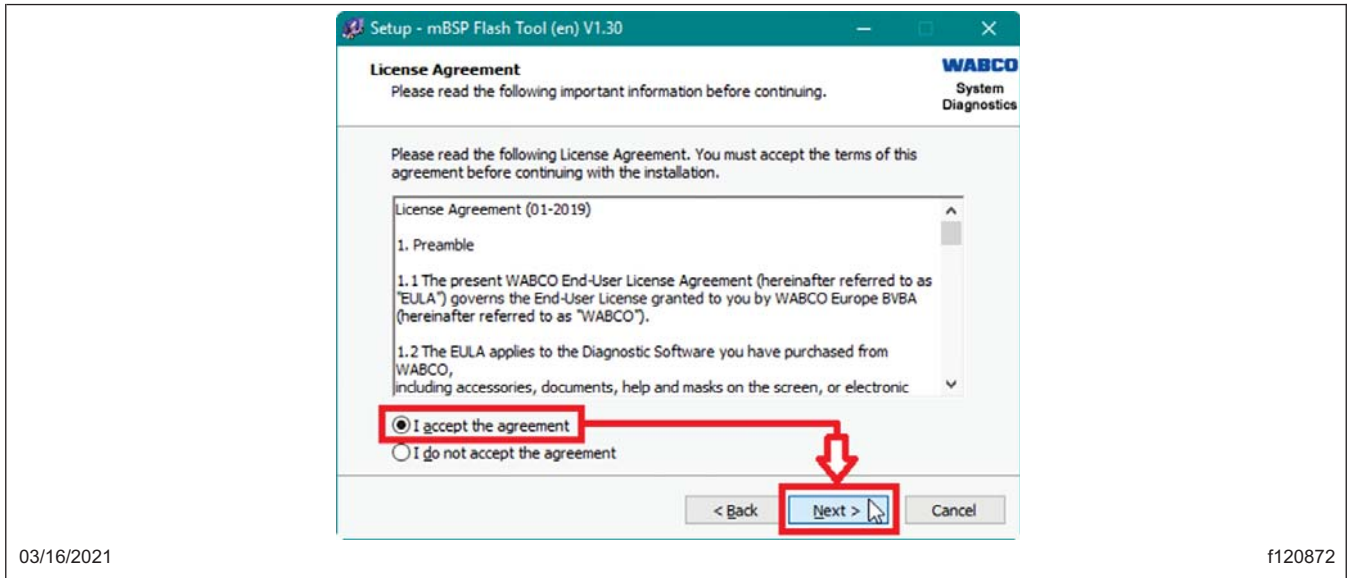 Setup - mBSP Flash Tool (en) V1.30
License Agreement
Please read the following important information before continuing.
WABCO
System
Diagnostics
Please read the following License Agreement. You must accept the terms of this
agreement before continuing with the installation.
License Agreement (01-2019)
1. Preamble
1.1 The present WABCO End-User License Agreement (hereinafter referred to as
"EULA") governs the End-User License granted to you by WABCO Europe BVBA
(hereinafter referred to as "WABCO").
1.2 The EULA applies to the Diagnostic Software you have purchased from
WABCO,
including accessories, documents, help and masks on the screen, or electronic
I accept the agreement
I do not accept the agreement
< Back
Next >
Cancel
03/16/2021
f120872